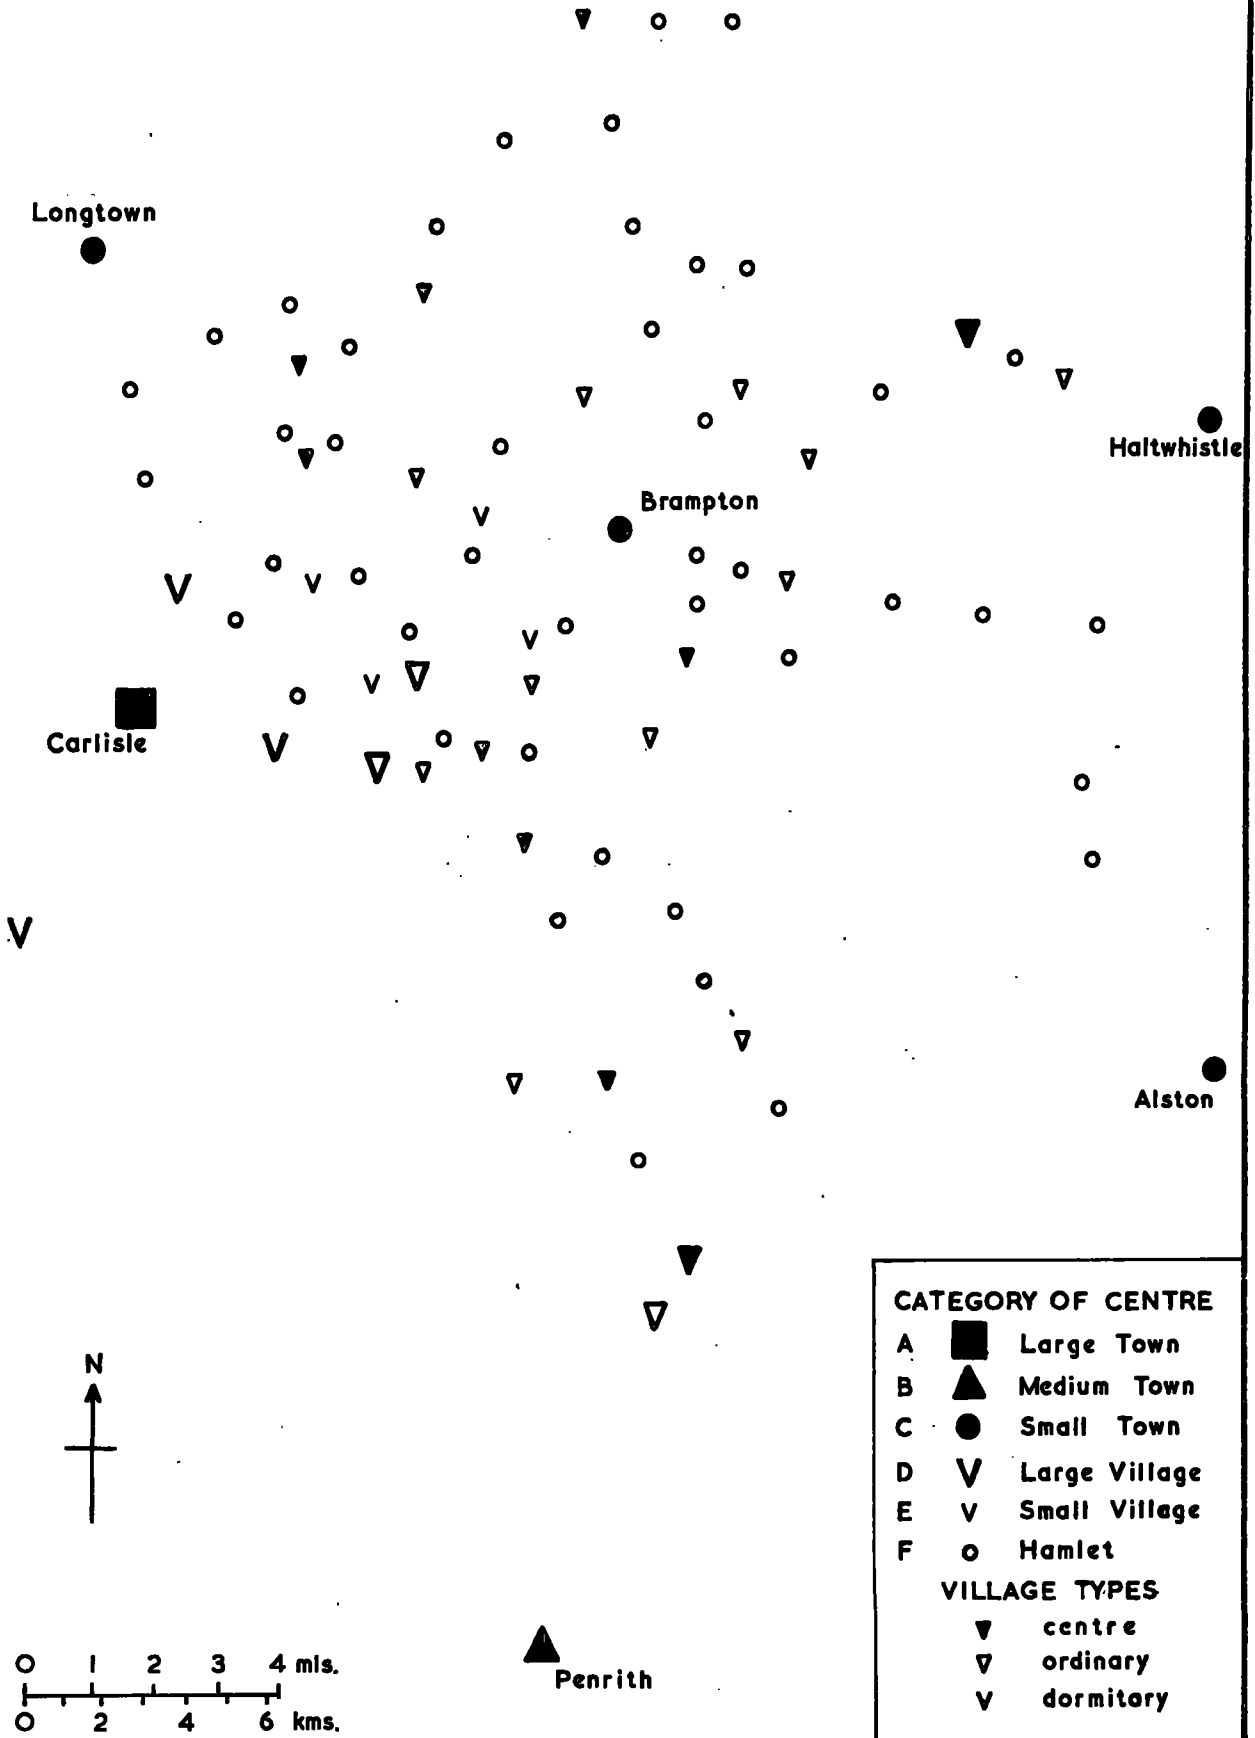 Longtown
Haltwhistle
Brampton
Carlisle
Alston
N
Penrith
0 1 2 3 4 mls.
0 2 4 6 kms.
CATEGORY OF CENTRE
A Large Town
B Medium Town
C Small Town
D Large Village
E Small Village
F Hamlet
VILLAGE TYPES
centre
ordinary
dormitary